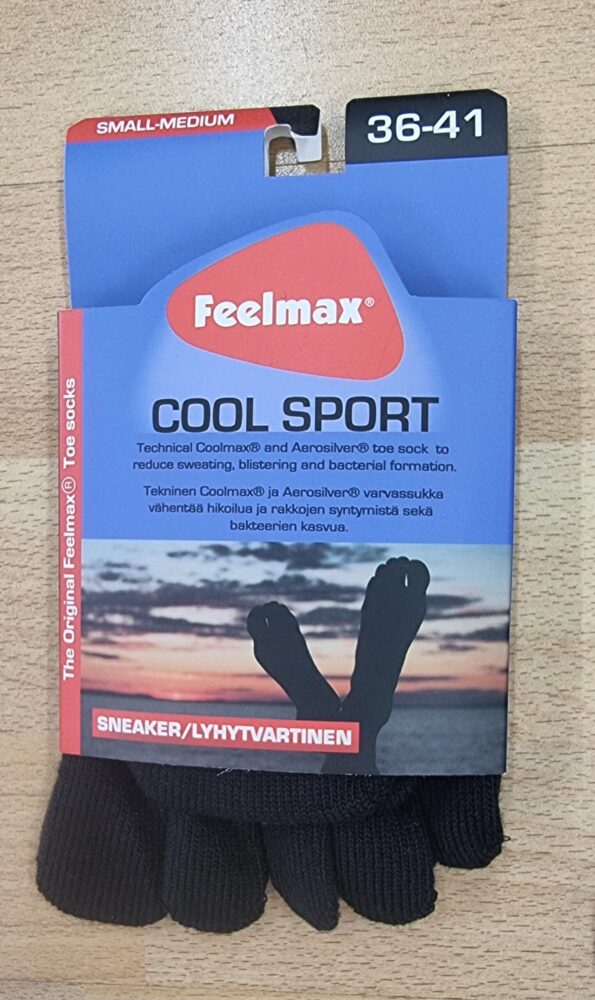 SMALL-MEDIUM
36-41
Feelmax®
COOL SPORT
Technical Coolmax® and Aerosilver® toe sock to
reduce sweating, blistering and bacterial formation.
Tekninen Coolmax® ja Aerosilver® varvassukka
vähentää hikoilua ja rakkojen syntymistä sekä
bakteerien kasvua.
The Original Feelmax® Toe socks
SNEAKER/LYHYTVARTINEN